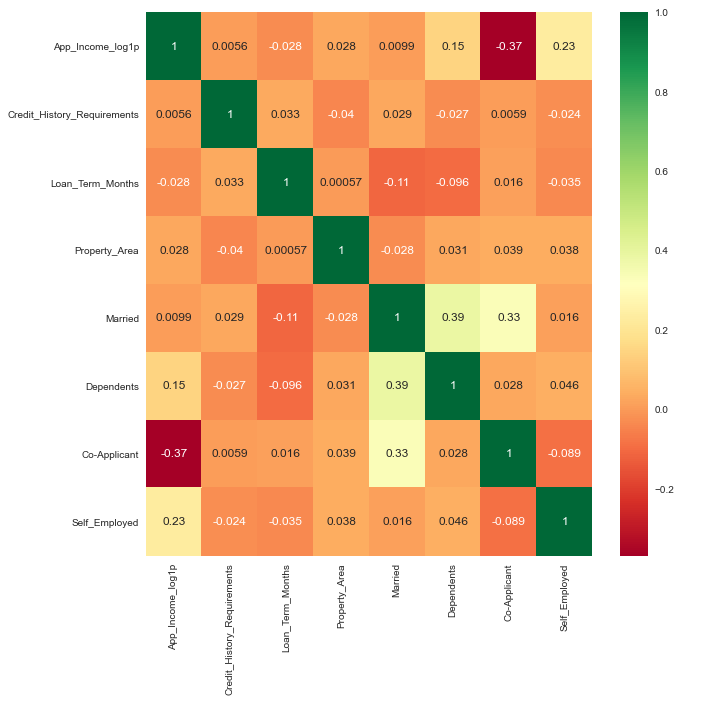 1.0
App_Income_log1p 1 0.0056 -0.028 0.028 0.0099 0.15 -0.37 0.23
0.8
Credit_History_Requirements 0.0056 1 0.033 -0.04 0.029 -0.027 0.0059 -0.024
Loan_Term_Months -0.028 0.033 1 0.00057 -0.11 -0.096 0.016 -0.035
0.6
Property_Area 0.028 -0.04 0.00057 1 -0.028 0.031 0.039 0.038
0.4
Married 0.0099 0.029 -0.11 -0.028 1 0.39 0.33 0.016
0.2
Dependents 0.15 -0.027 -0.096 0.031 0.39 1 0.028 0.046
0.0
Co-Applicant -0.37 0.0059 0.016 0.039 0.33 0.028 1 -0.089
−0.2
Self_Employed 0.23 -0.024 -0.035 0.038 0.016 0.046 -0.089 1
App_Income_log1p
Credit_History_Requirements
Loan_Term_Months
Property_Area
Married
Dependents
Co-Applicant
Self_Employed